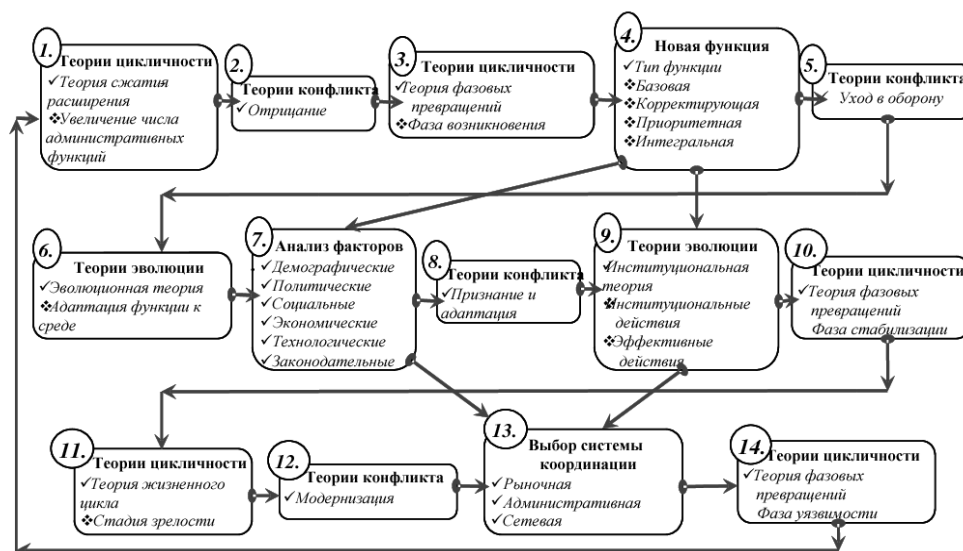 1.
Теории цикличности
✓Теория сжатия
расширения
❖Увеличение числа
административных
функций
2.
Теории конфликта
✓Отрицание
3.
Теории цикличности
✓Теория фазовых
превращений
❖Фаза возникновения
4.
Новая функция
✓Тип функции
❖Базовая
❖Корректирующая
❖Приоритетная
❖Интегральная
5.
Теории конфликта
✓ Уход в оборону
6.
Теории эволюции
✓Эволюционная теория
❖Адаптация функции к
среде
7.
Анализ факторов
✓Демографические
✓Политические
✓Социальные
✓Экономические
✓Технологические
✓Законодательные
8.
Теории конфликта
✓Признание и
адаптация
9.
Теории эволюции
✓Институциональная
теория
❖Институциональные
действия
❖Эффективные
действия
10.
Теории цикличности
✓Теория фазовых
превращений
Фаза стабилизации
11.
Теории цикличности
✓Теория жизненного
цикла
❖Стадия зрелости
12.
Теории конфликта
✓Модернизация
13.
Выбор системы
координации
✓Рыночная
✓Административная
✓Сетевая
14.
Теории цикличности
✓Теория фазовых
превращений
Фаза уязвимости